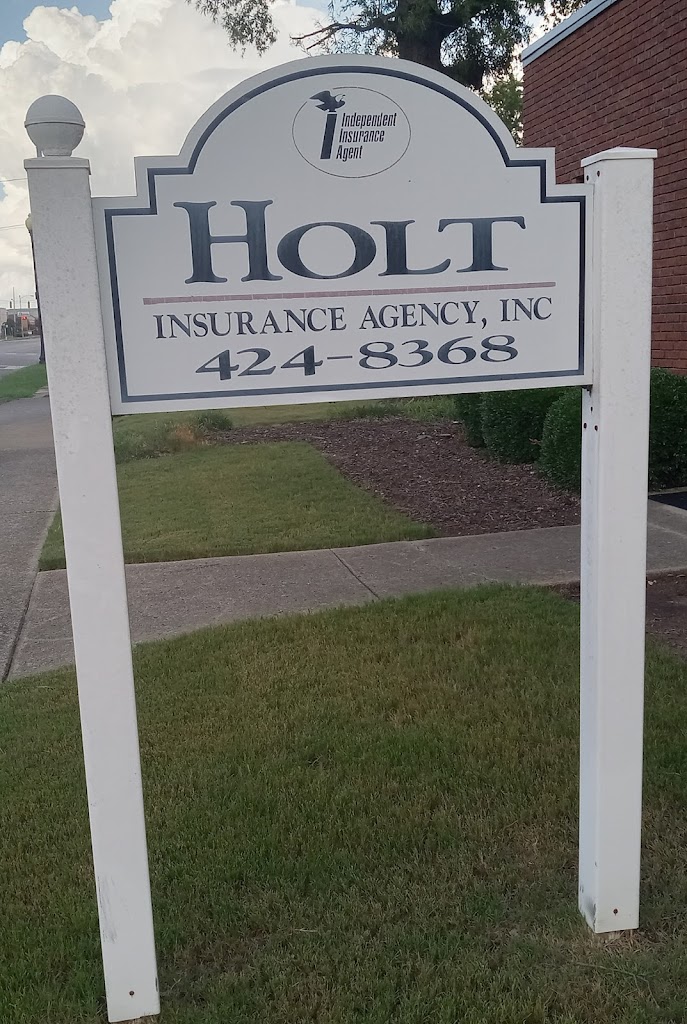 Independent
Insurance
Agent
HOLT
INSURANCE AGENCY, INC
424-8368